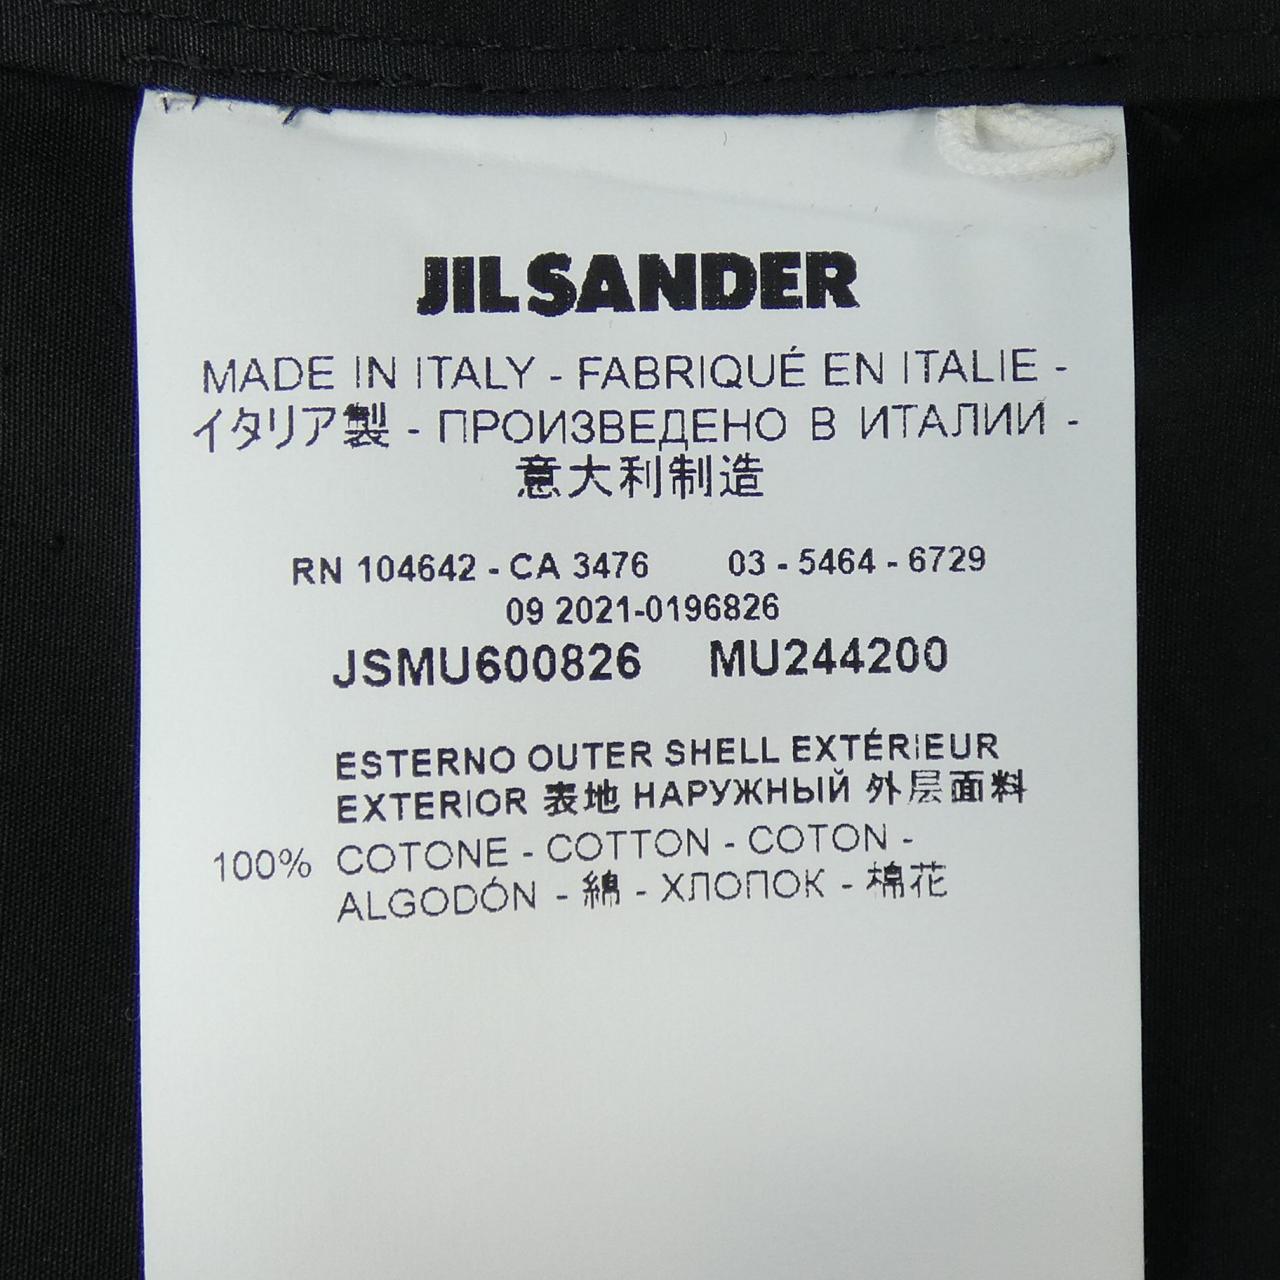 JIL SANDER
MADE IN ITALY - FABRIQUÉ EN ITALIE -
イタリア製 - ПРОИЗВЕДЕНО В ИТАЛИИ -
意大利制造
RN 104642 - CA 3476 03 - 5464 - 6729
09 2021-0196826
JSMU600826 MU244200
ESTERNO OUTER SHELL EXTÉRIEUR
EXTERIOR 表地 НАРУЖНЫЙ 外层面料
100% COTONE - COTTON - COTON -
ALGODÓN - 綿 - ХЛОПОК - 棉花